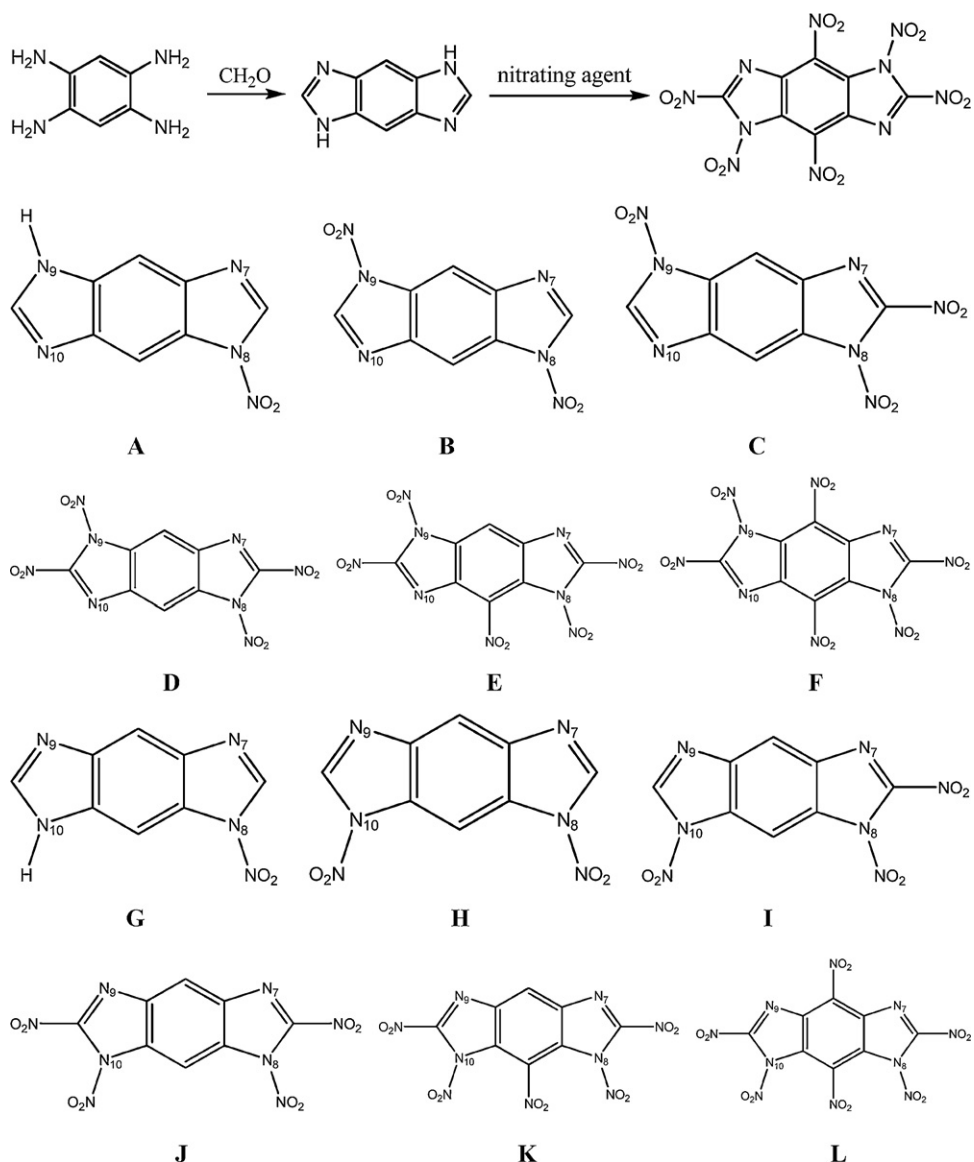 H₂N NH₂ H₂N NH₂
CH₂O
N H N N H N
nitrating agent
NO₂ NO₂ N N O₂N NO₂ N N O₂N NO₂
H N₉ N₇ N₁₀ N₈ NO₂
A
O₂N N₉ N₇ N₁₀ N₈ NO₂
B
O₂N N₉ N₇ NO₂ N₁₀ N₈ NO₂
C
O₂N N₉ N₇ O₂N NO₂ N₁₀ N₈ NO₂
D
O₂N N₉ N₇ O₂N NO₂ N₁₀ N₈ NO₂ NO₂
E
NO₂ O₂N N₉ N₇ O₂N NO₂ N₁₀ N₈ NO₂ NO₂
F
N₉ N₇ N₁₀ N₈ H NO₂
G
N₉ N₇ N₁₀ N₈ O₂N NO₂
H
N₉ N₇ NO₂ N₁₀ N₈ O₂N NO₂
I
N₉ N₇ O₂N NO₂ N₁₀ N₈ NO₂ NO₂
J
N₉ N₇ O₂N NO₂ N₁₀ N₈ NO₂ NO₂ NO₂
K
NO₂ N₉ N₇ O₂N NO₂ N₁₀ N₈ NO₂ NO₂ NO₂
L